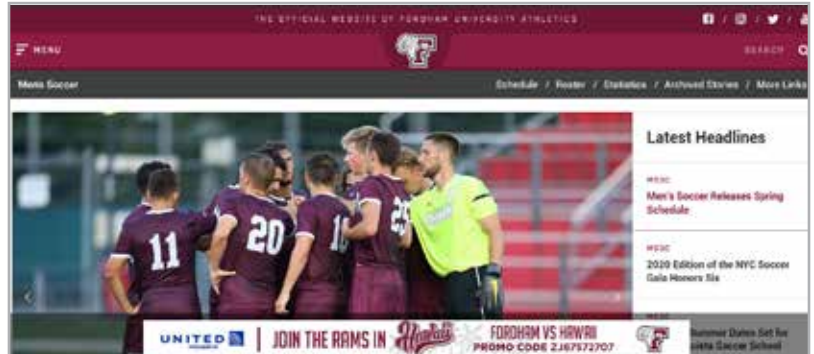 THE OFFICIAL WEBSITE OF FORDHAM UNIVERSITY ATHLETICS
MENU
F
SEARCH
Mens Soccer
Schedule / Roster / Statistics / Archived Stories / More Links
11
20
25
Latest Headlines
MSOC
Men's Soccer Releases Spring
Schedule
MSOC
2020 Edition of the NYC Soccer
Gala Honors Six
Summer Dates Set for
Soccer School
UNITED
JOIN THE RAMS IN Hawaii
FORDHAM VS HAWAII
PROMO CODE ZJ67572707
F